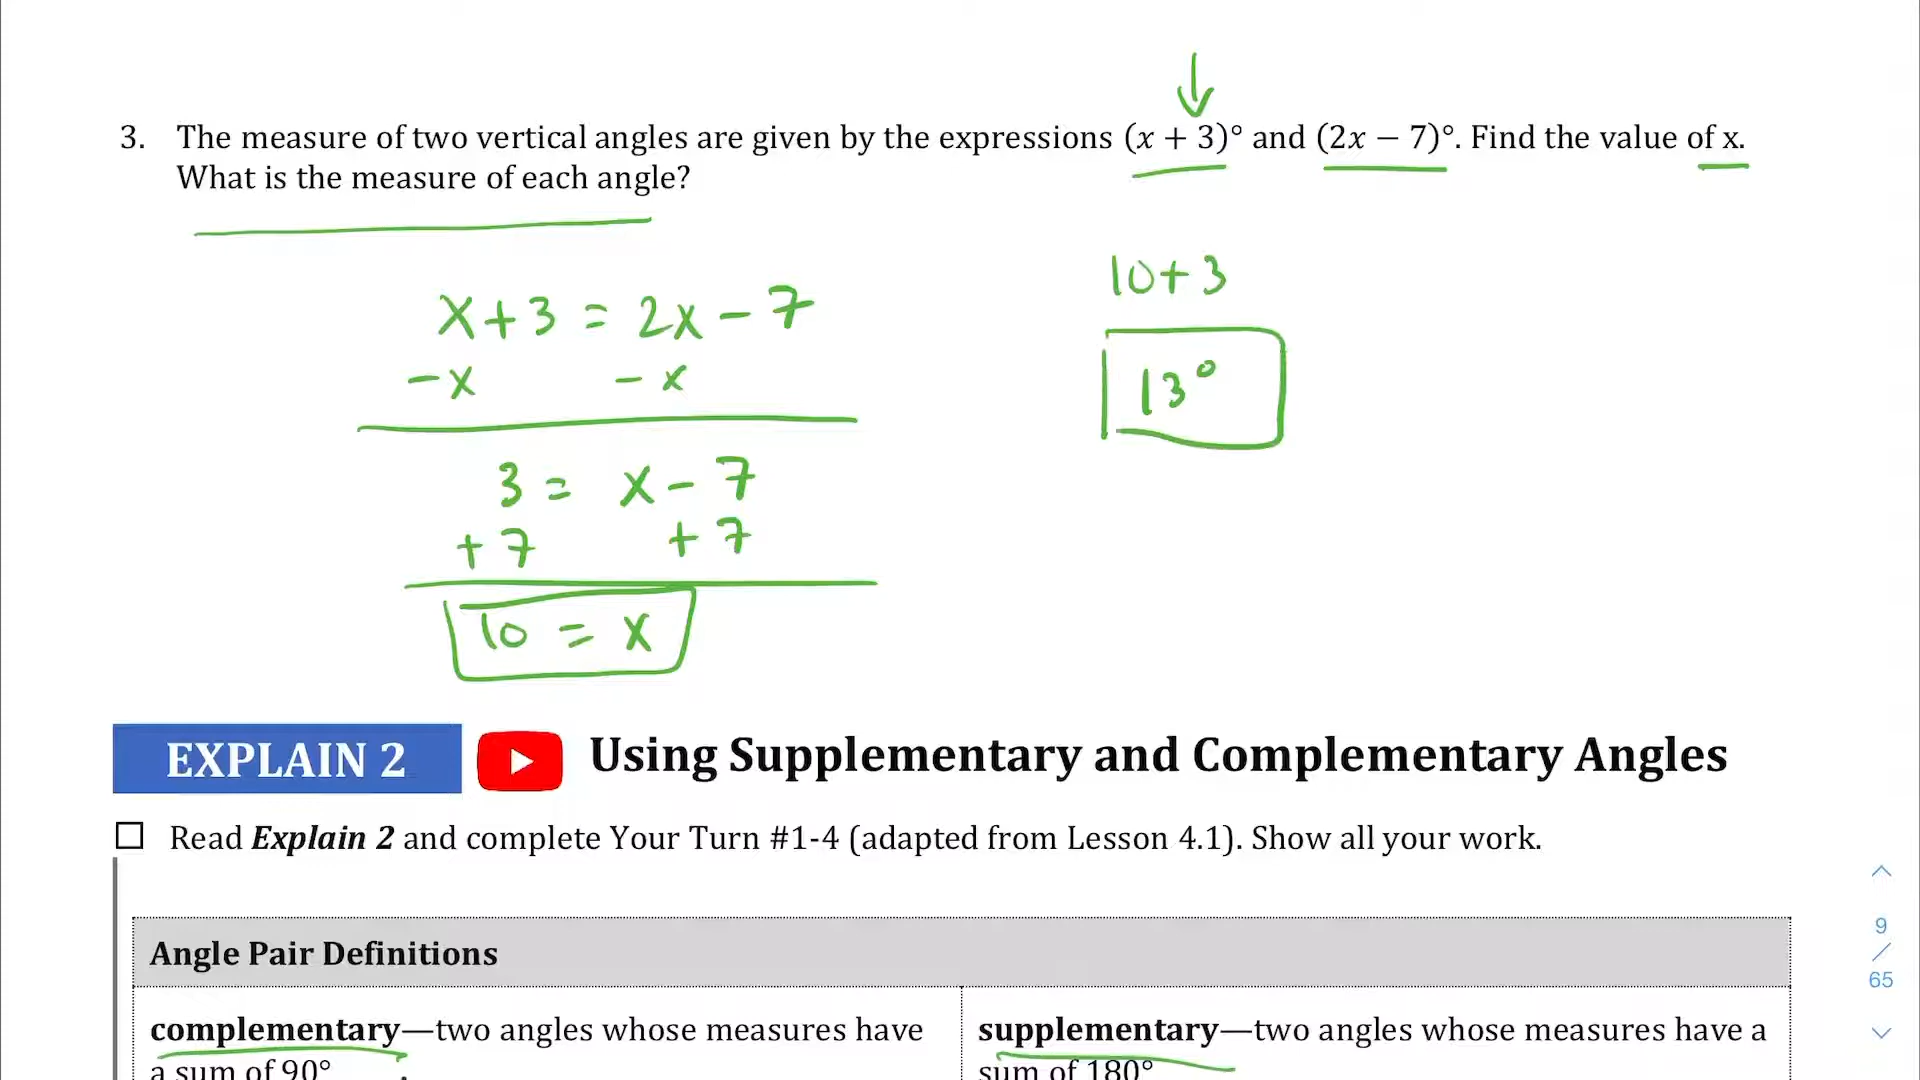 3. The measure of two vertical angles are given by the expressions (x + 3)° and (2x − 7)°. Find the value of x.
What is the measure of each angle?
10+3
x+3 = 2x − 7
−x − x
13°
3 = x − 7
+ 7 + 7
10 = x
EXPLAIN 2 Using Supplementary and Complementary Angles
Read Explain 2 and complete Your Turn #1-4 (adapted from Lesson 4.1). Show all your work.
9
/
65
Angle Pair Definitions
complementary—two angles whose measures have
a sum of 90°
supplementary—two angles whose measures have a
sum of 180°